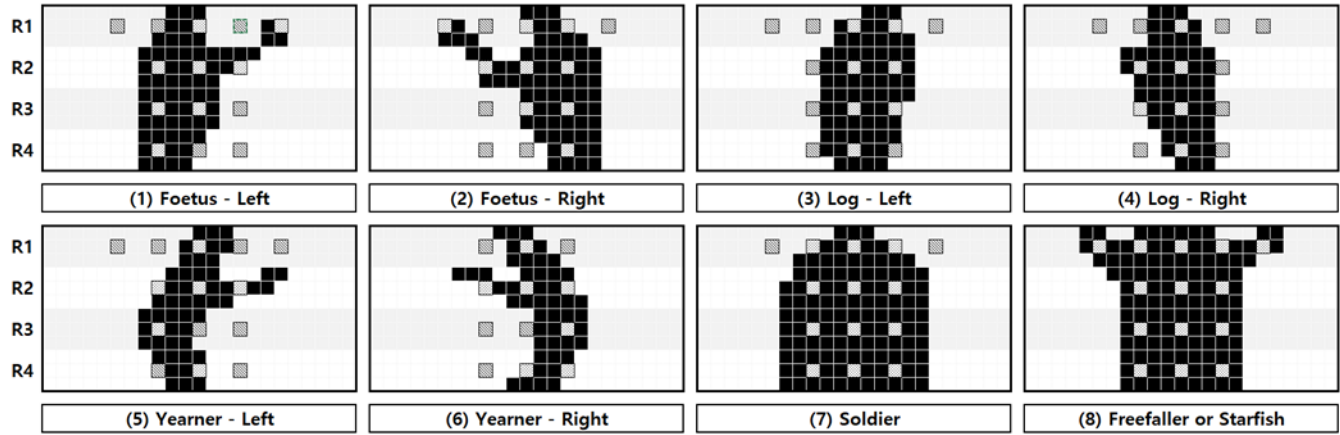 R1
R2
R3
R4
(1) Foetus - Left
(2) Foetus - Right
(3) Log - Left
(4) Log - Right
R1
R2
R3
R4
(5) Yearner - Left
(6) Yearner - Right
(7) Soldier
(8) Freefaller or Starfish